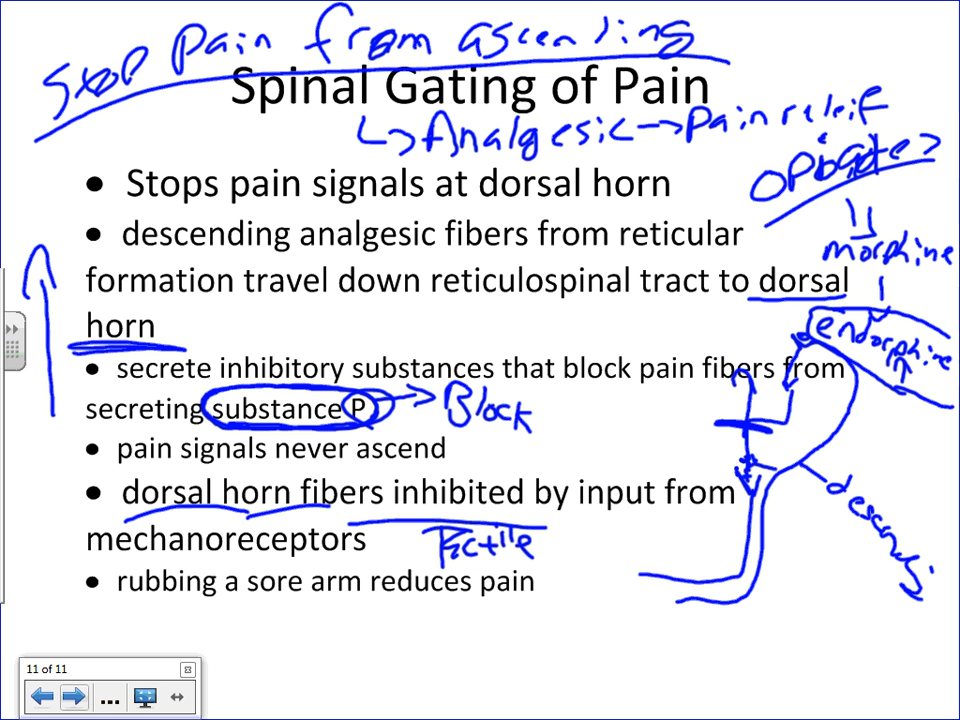 Stop Pain from ascending
Spinal Gating of Pain
↳ Analgesic → Pain releif
• Stops pain signals at dorsal horn
opiates
• descending analgesic fibers from reticular
morphine
formation travel down reticulospinal tract to dorsal
horn
endorphine
• secrete inhibitory substances that block pain fibers from
secreting substance P → Block
• pain signals never ascend
• dorsal horn fibers inhibited by input from
mechanoreceptors Tactile
• rubbing a sore arm reduces pain
11 of 11
...